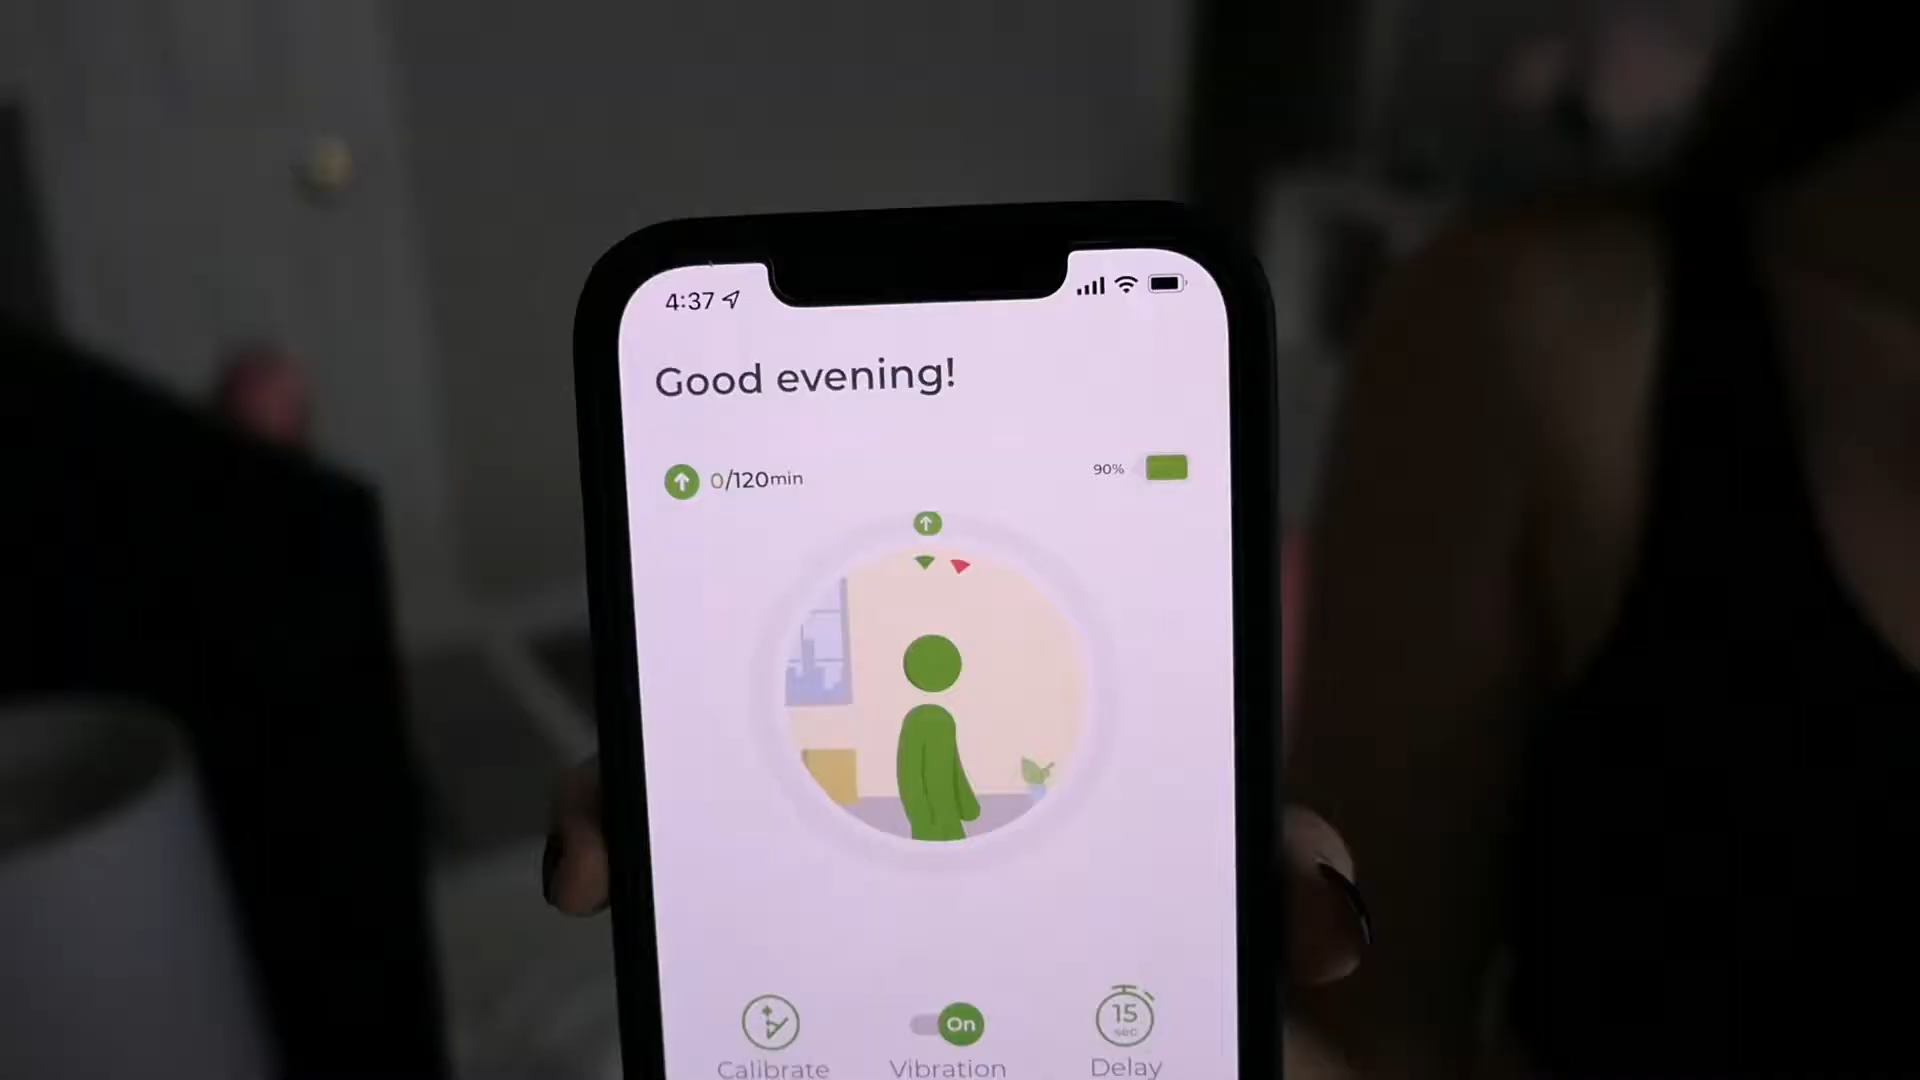 4:37
Good evening!
0/120min
90%
On
15
sec
Calibrate
Vibration
Delay